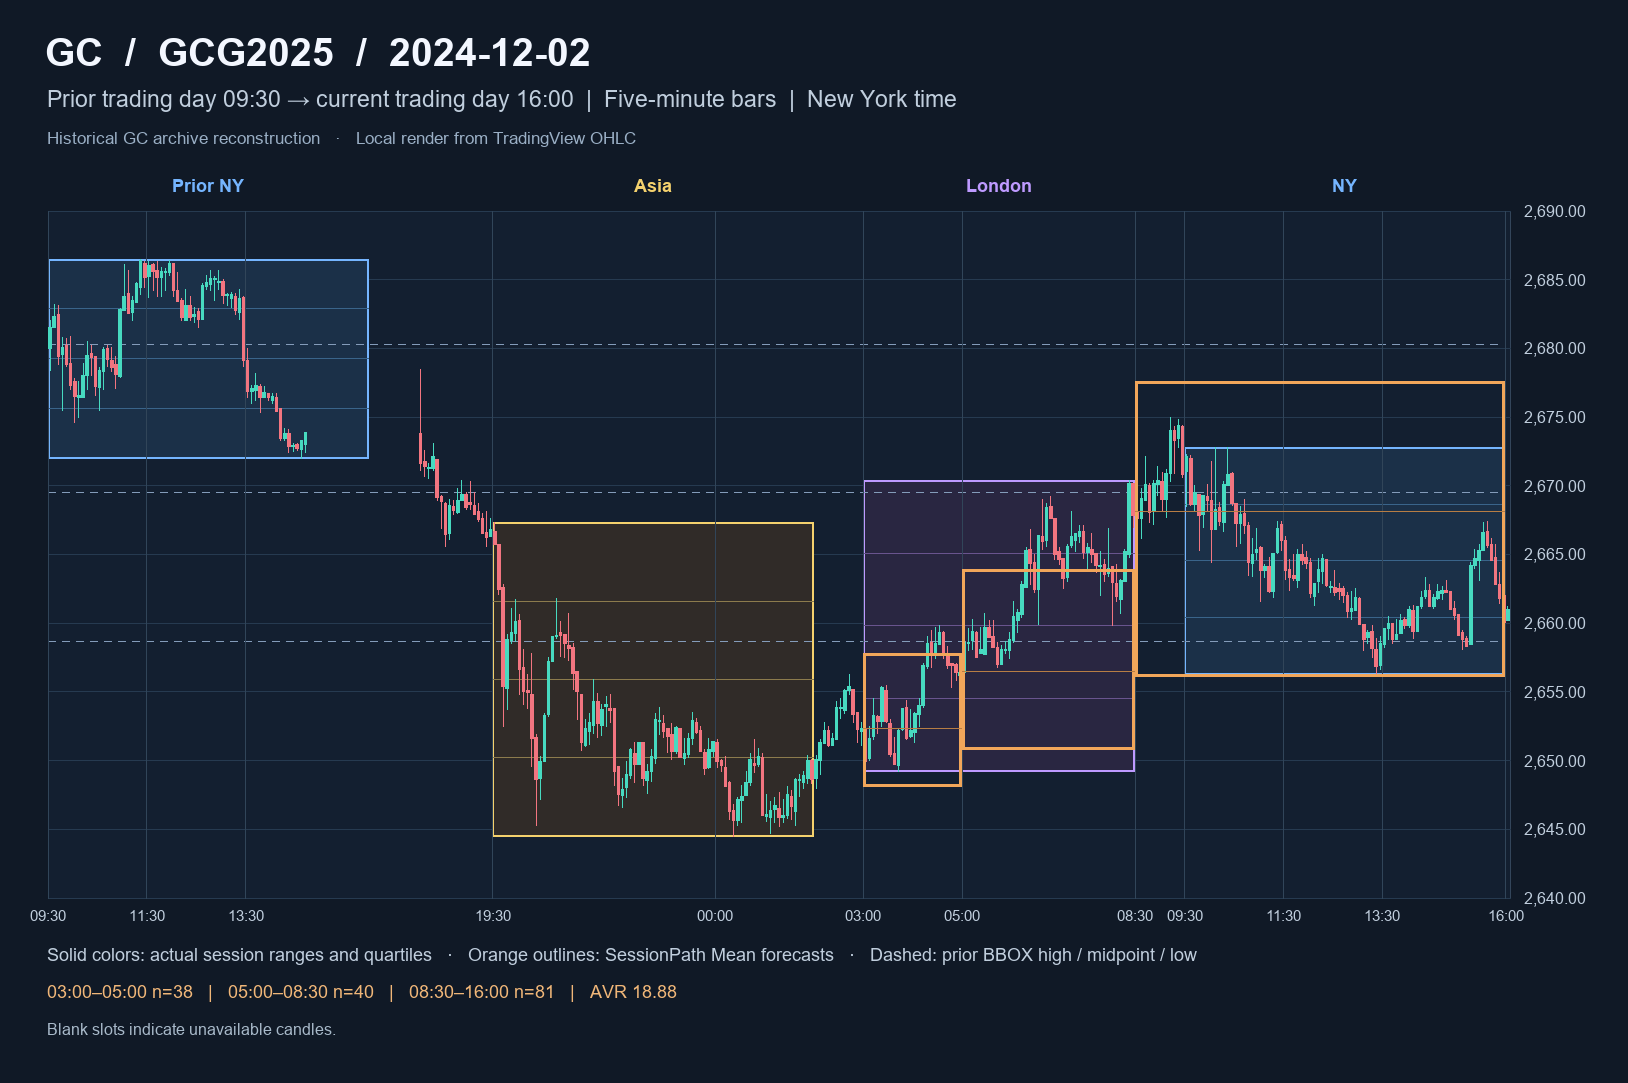 GC / GCG2025 / 2024-12-02
Prior trading day 09:30 → current trading day 16:00 | Five-minute bars | New York time
Historical GC archive reconstruction · Local render from TradingView OHLC
Prior NY Asia London NY
2,690.00
2,685.00
2,680.00
2,675.00
2,670.00
2,665.00
2,660.00
2,655.00
2,650.00
2,645.00
2,640.00
09:30 11:30 13:30 19:30 00:00 03:00 05:00 08:30 09:30 11:30 13:30 16:00
Solid colors: actual session ranges and quartiles · Orange outlines: SessionPath Mean forecasts · Dashed: prior BBOX high / midpoint / low
03:00–05:00 n=38 | 05:00–08:30 n=40 | 08:30–16:00 n=81 | AVR 18.88
Blank slots indicate unavailable candles.